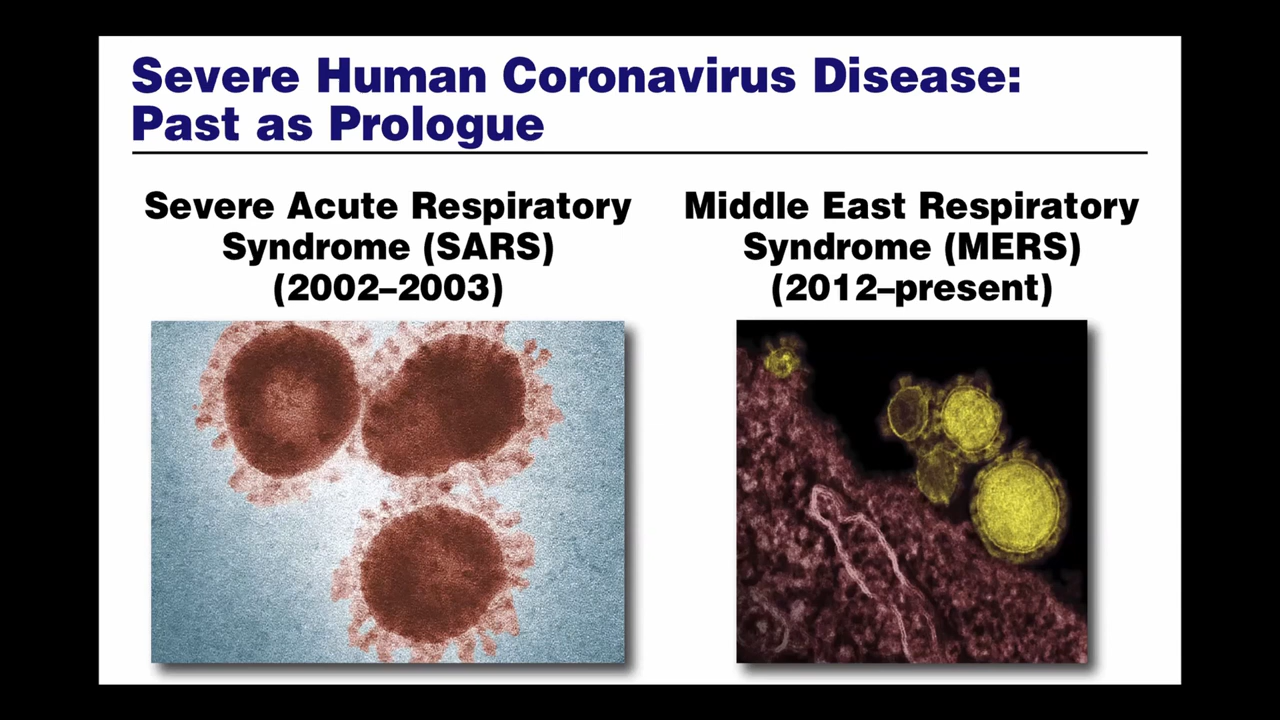 Severe Human Coronavirus Disease:
Past as Prologue
Severe Acute Respiratory
Syndrome (SARS)
(2002–2003)
Middle East Respiratory
Syndrome (MERS)
(2012–present)